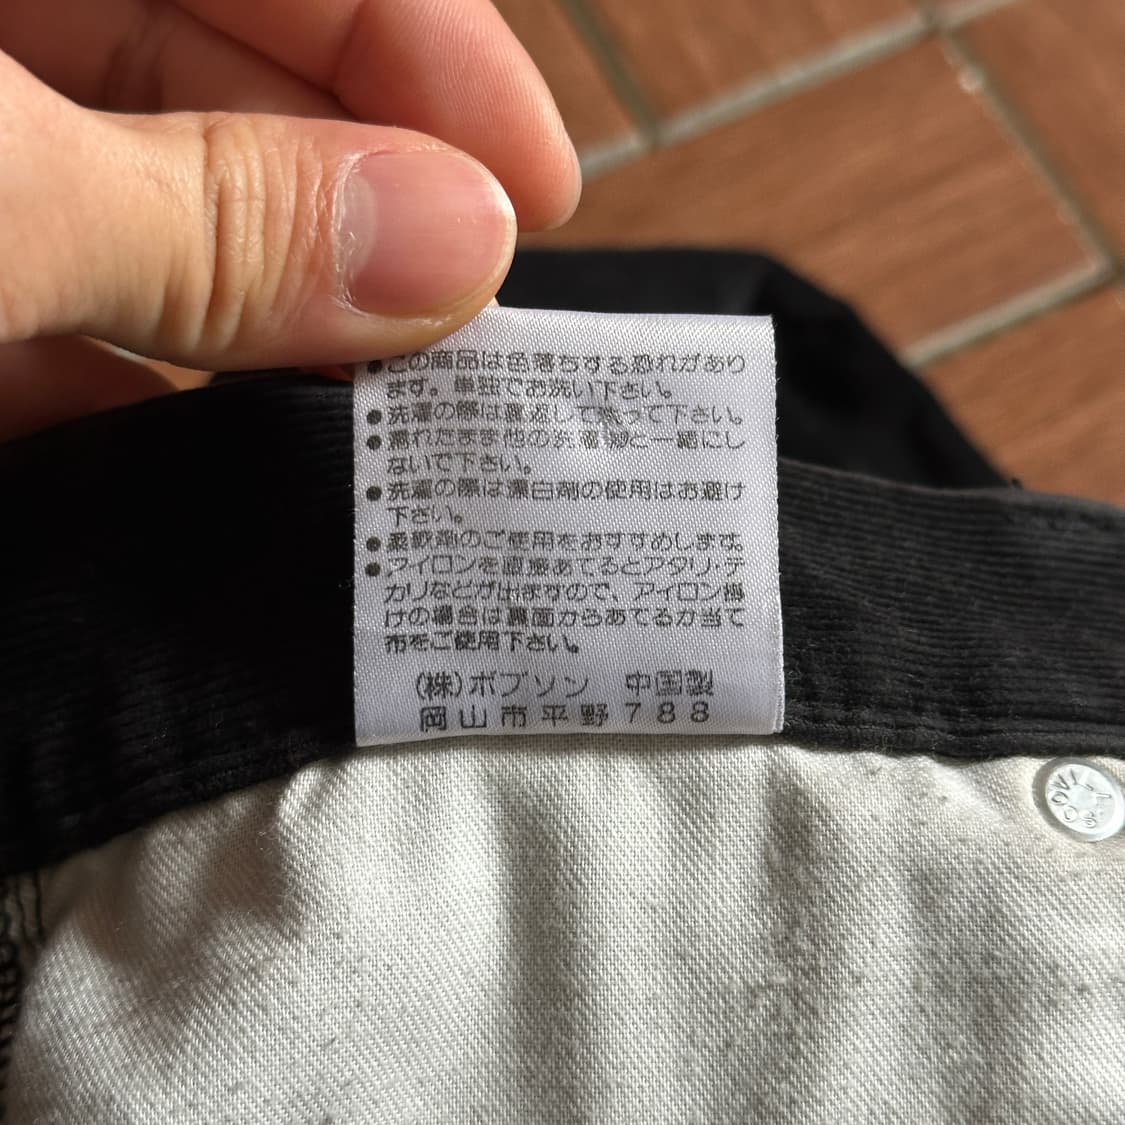 ●この商品は色落ちする恐れがあり
ます。単独でお洗い下さい。
●洗濯の際は裏返して洗って下さい。
●濡れたまま他の洗濯物と一緒にし
ないで下さい。
●洗濯の際は漂白剤の使用はお避け
下さい。
●柔軟剤のご使用をおすすめします。
●アイロンを直接あてるとアタリ・テ
カリなどが出ますので、アイロン掛
けの場合は裏面からあてるか当て
布をご使用下さい。
(株)ボブソン 中国製
岡山市平野788